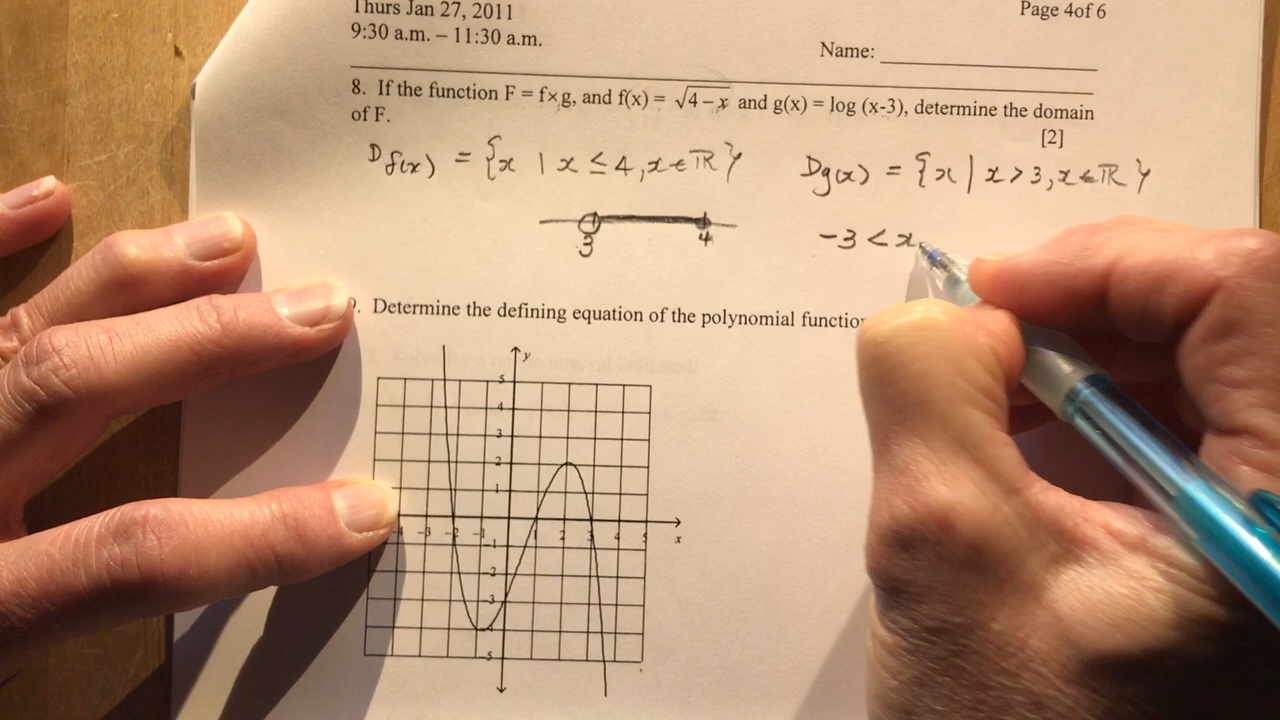 Thurs Jan 27, 2011
Page 4of 6
9:30 a.m. – 11:30 a.m.
Name:
8. If the function F = f×g, and f(x) = √4 – x and g(x) = log (x-3), determine the domain
of F.
[2]
D f(x) = {x | x ≤ 4, x ∈ ℝ}
Dg(x) = {x | x > 3, x ∈ ℝ}
3 4
-3 < x
. Determine the defining equation of the polynomial
y
5
4
3
2
1
-3 -2 -1 1 2 3 4 5
x
-1
-2
-3
-4
-5